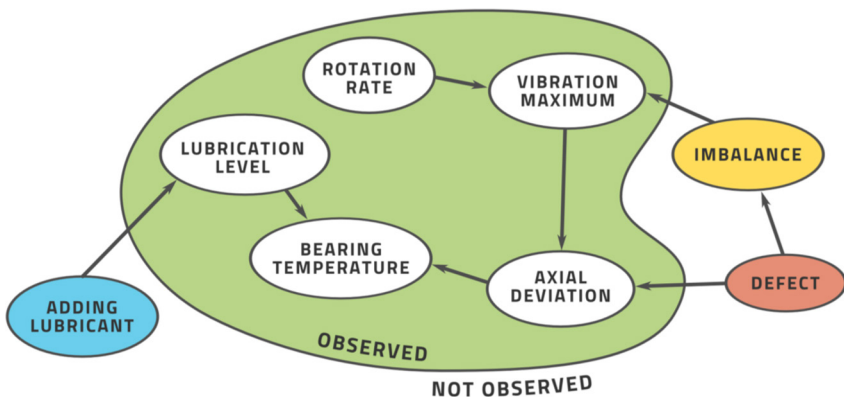 ROTATION
RATE
VIBRATION
MAXIMUM
LUBRICATION
LEVEL
IMBALANCE
BEARING
TEMPERATURE
AXIAL
DEVIATION
DEFECT
ADDING
LUBRICANT
OBSERVED
NOT OBSERVED